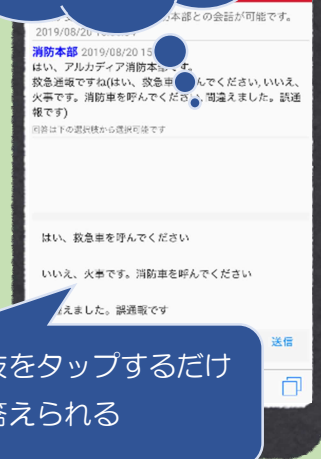 本部との会話が可能です。
2019/08/20
消防本部 2019/08/20 15
はい、アルカディア消防本部です。
救急通報ですね(はい、救急車を呼んでください,いいえ、
火事です。消防車を呼んでください,間違えました。誤通
報です)
回答は下の選択肢から選択可能です
はい、救急車を呼んでください
いいえ、火事です。消防車を呼んでください
えました。誤通報です
送信
をタップするだけ
答えられる